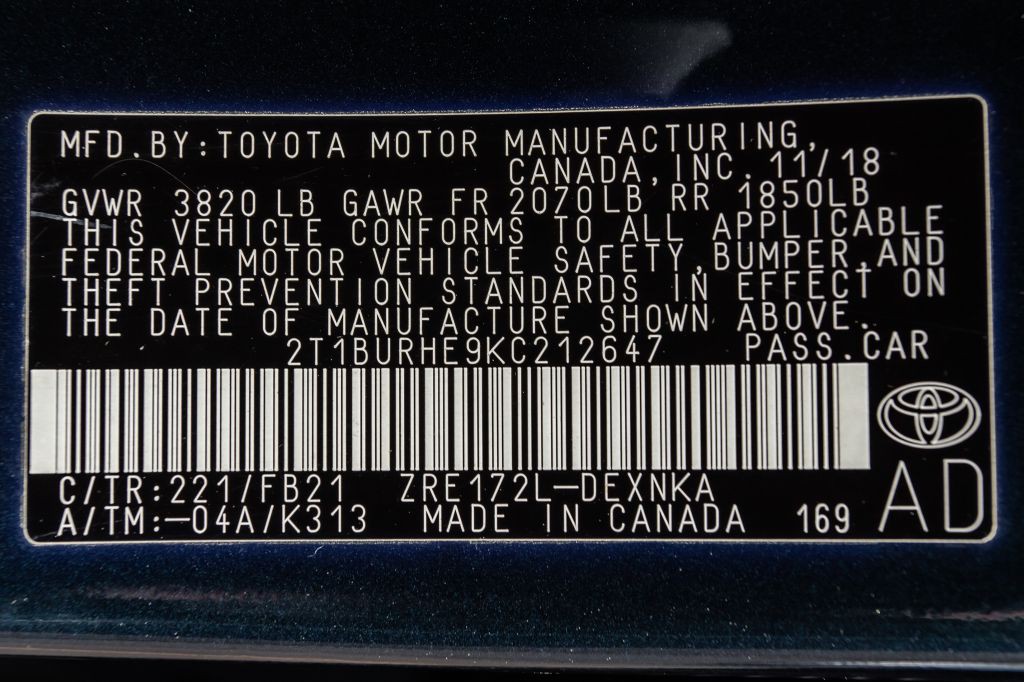 MFD.BY:TOYOTA MOTOR MANUFACTURING,
CANADA,INC. 11/18
GVWR 3820 LB GAWR FR 2070LB RR 1850LB
THIS VEHICLE CONFORMS TO ALL APPLICABLE
FEDERAL MOTOR VEHICLE SAFETY,BUMPER,AND
THEFT PREVENTION STANDARDS IN EFFECT ON
THE DATE OF MANUFACTURE SHOWN ABOVE.
2T1BURHE9KC212647 PASS.CAR
C/TR:221/FB21 ZRE172L-DEXNKA
A/TM:-04A/K313 MADE IN CANADA 169 AD